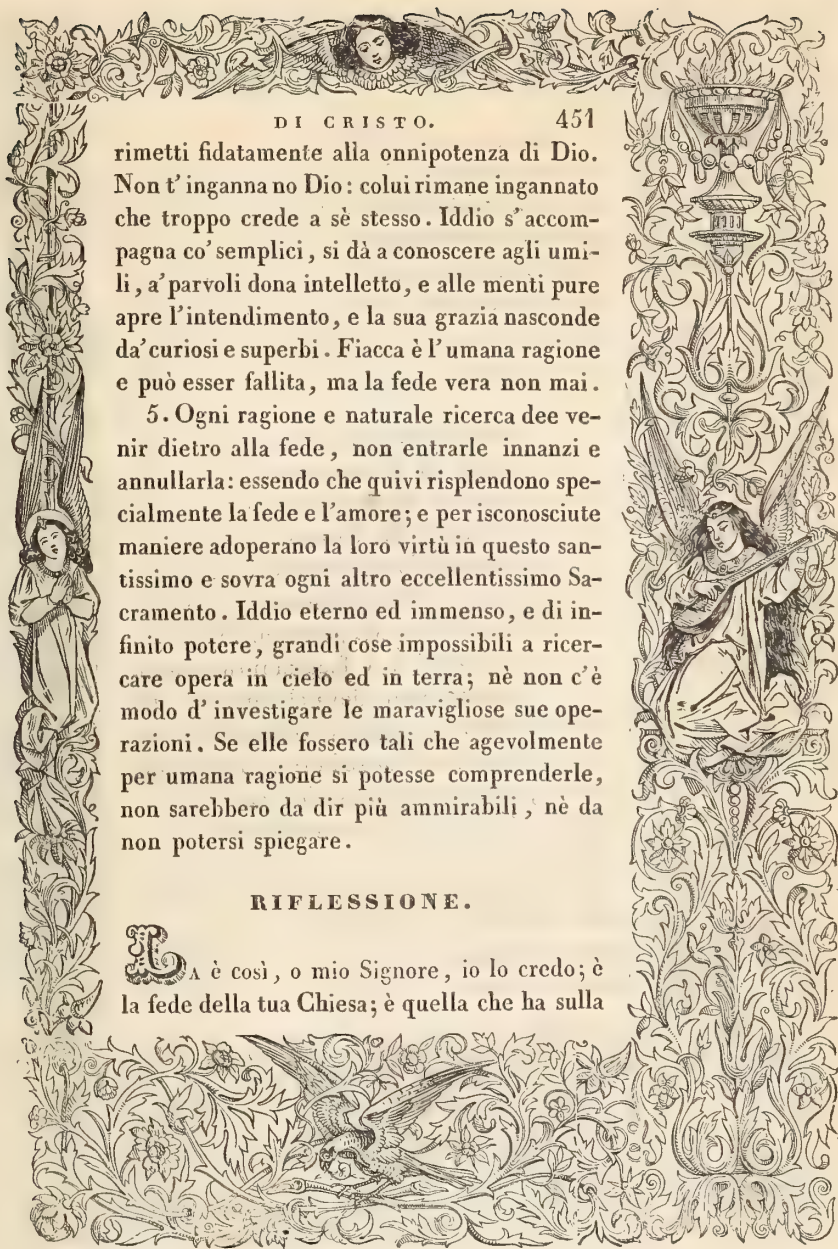 DI CRISTO. 451
rimetti fidatamente alla onnipotenza di Dio.
Non t'inganna no Dio: colui rimane ingannato
che troppo crede a sè stesso. Iddio s'accom-
pagna co' semplici, si dà a conoscere agli umi-
li, a' parvoli dona intelletto, e alle menti pure
apre l'intendimento, e la sua grazia nasconde
da' curiosi e superbi. Fiacca è l'umana ragione
e può esser fallita, ma la fede vera non mai.
5. Ogni ragione e naturale ricerca dee ve-
nir dietro alla fede, non entrarle innanzi e
annullarla: essendo che quivi risplendono spe-
cialmente la fede e l'amore; e per isconosciute
maniere adoperano la loro virtù in questo san-
tissimo e sovra ogni altro eccellentissimo Sa-
cramento. Iddio eterno ed immenso, e di in-
finito potere, grandi cose impossibili a ricer-
care opera in cielo ed in terra; nè non c'è
modo d'investigare le maravigliose sue ope-
razioni. Se elle fossero tali che agevolmente
per umana ragione si potesse comprenderle,
non sarebbero da dir più ammirabili, nè da
non potersi spiegare.
RIFLESSIONE.
LA è così, o mio Signore, io lo credo; è
la fede della tua Chiesa; è quella che ha sulla